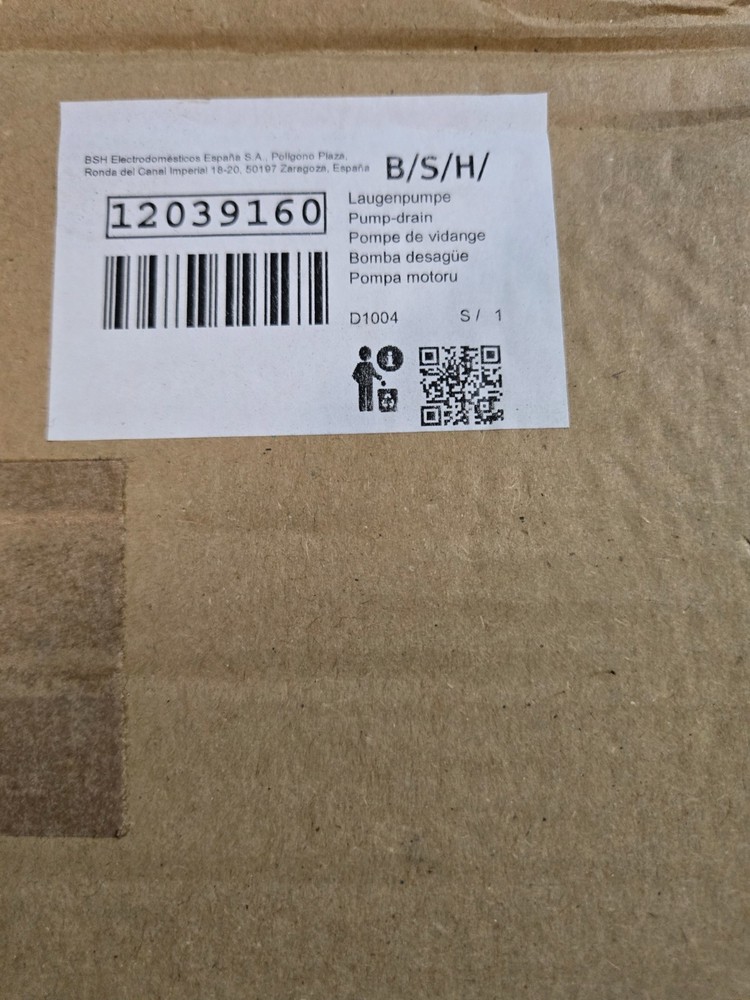 BSH Electrodomésticos España S.A., Polígono Plaza,
Ronda del Canal Imperial 18-20, 50197 Zaragoza, España
B/S/H/
12039160
Laugenpumpe
Pump-drain
Pompe de vidange
Bomba desagüe
Pompa motoru
D1004 S/ 1